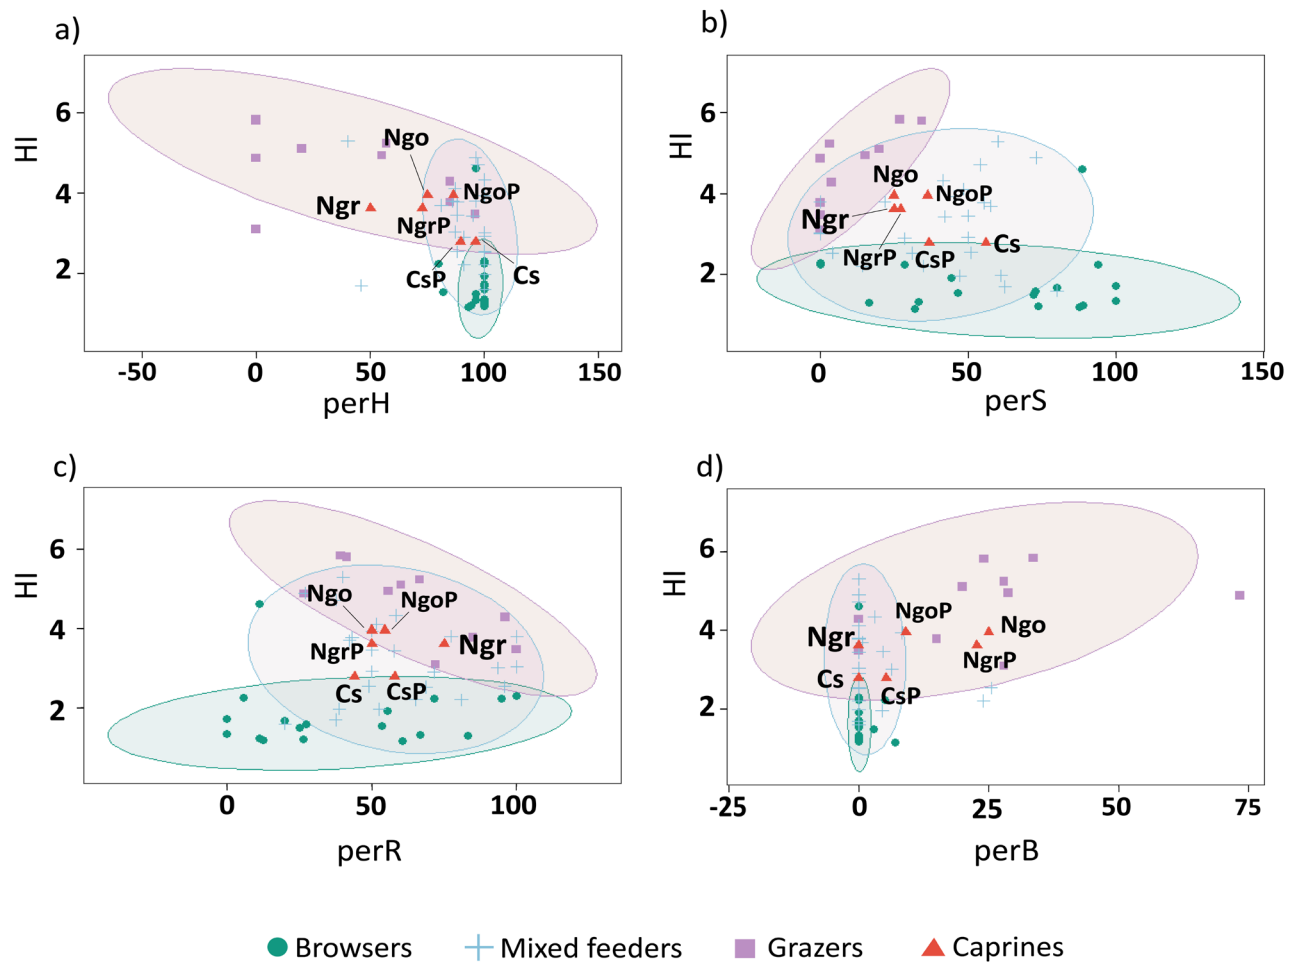 a)
HI
6
4
2
Ngo
NgoP
Ngr
NgrP
CsP
Cs
-50 0 50 100 150
perH
b)
HI
6
4
2
Ngo
NgoP
Ngr
NgrP
CsP
Cs
0 50 100 150
perS
c)
HI
6
4
2
Ngo
NgoP
NgrP
Ngr
Cs
CsP
0 50 100
perR
d)
HI
6
4
2
NgoP
Ngr
Ngo
NgrP
Cs
CsP
-25 0 25 50 75
perB
Browsers Mixed feeders Grazers Caprines